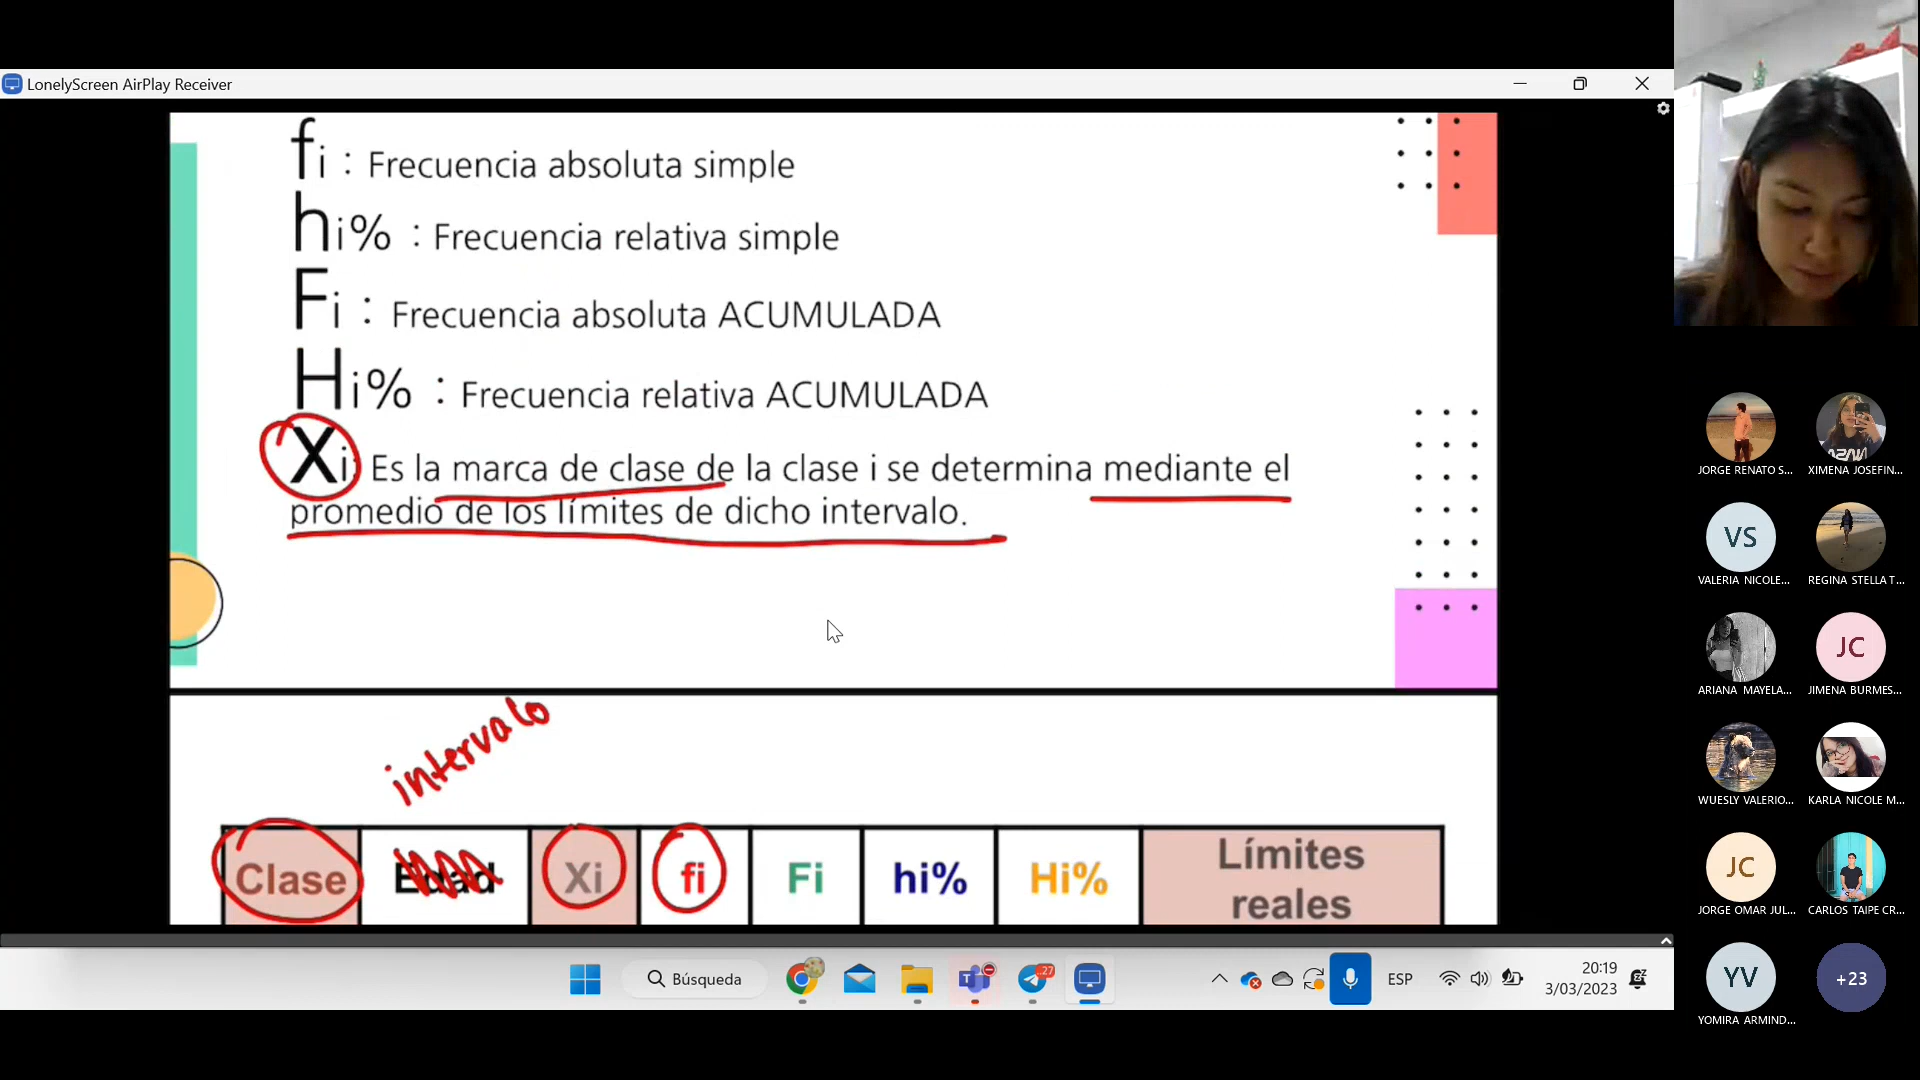 LonelyScreen AirPlay Receiver
fi : Frecuencia absoluta simple
hi% : Frecuencia relativa simple
Fi : Frecuencia absoluta ACUMULADA
Hi% : Frecuencia relativa ACUMULADA
Xi: Es la marca de clase de la clase i se determina mediante el
promedio de los límites de dicho intervalo.
intervalo
Clase Edad Xi fi Fi hi% Hi% Límites
reales
JORGE RENATO S... XIMENA JOSEFIN...
VS
VALERIA NICOLE... REGINA STELLA T...
JC
ARIANA MAYELA... JIMENA BURMES...
WUESLY VALERIO... KARLA NICOLE M...
JC
JORGE OMAR JUL... CARLOS TAIPE CR...
YV +23
YOMIRA ARMIND...
Búsqueda
27
ESP
20:19
3/03/2023